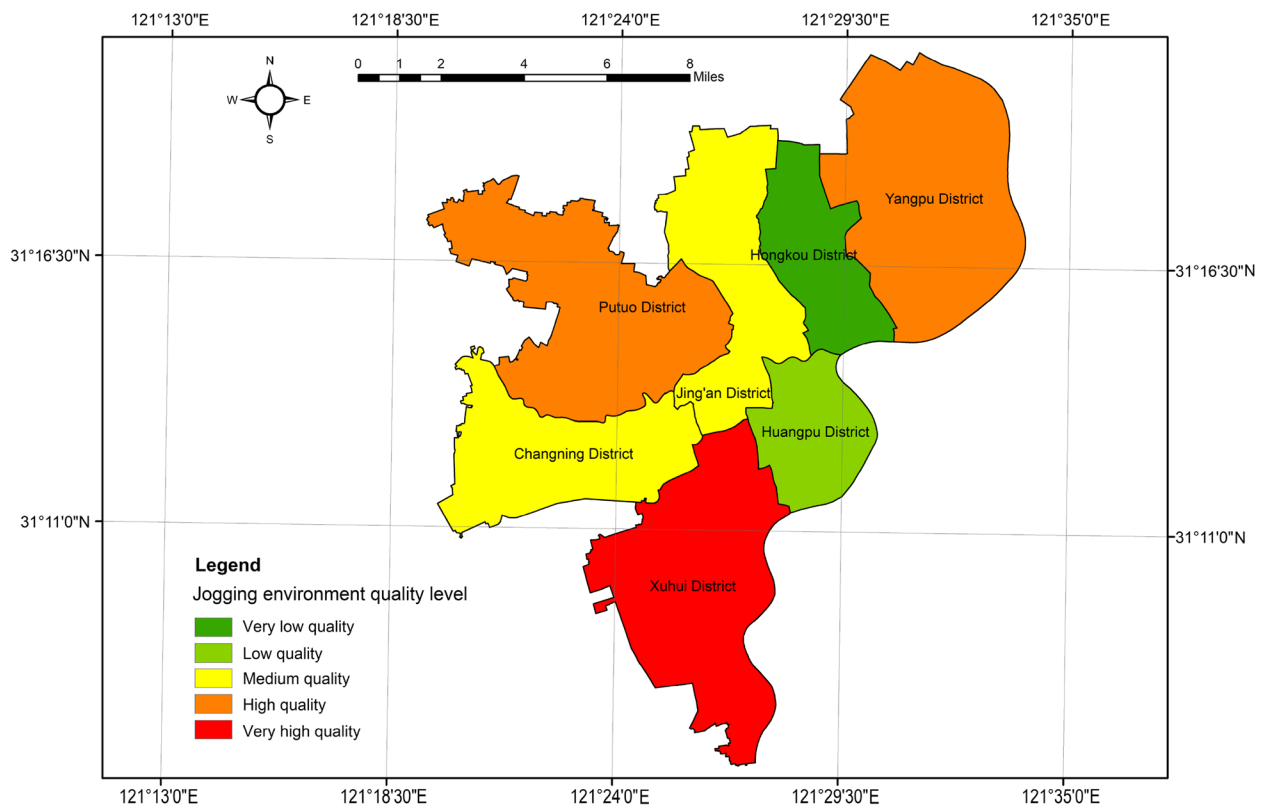 121°13'0"E 121°18'30"E 121°24'0"E 121°29'30"E 121°35'0"E
N
W E
S
0 1 2 4 6 8
Miles
Yangpu District
31°16'30"N
Hongkou District
31°16'30"N
Putuo District
Jing'an District
Huangpu District
Changning District
31°11'0"N
31°11'0"N
Xuhui District
Legend
Jogging environment quality level
Very low quality
Low quality
Medium quality
High quality
Very high quality
121°13'0"E 121°18'30"E 121°24'0"E 121°29'30"E 121°35'0"E